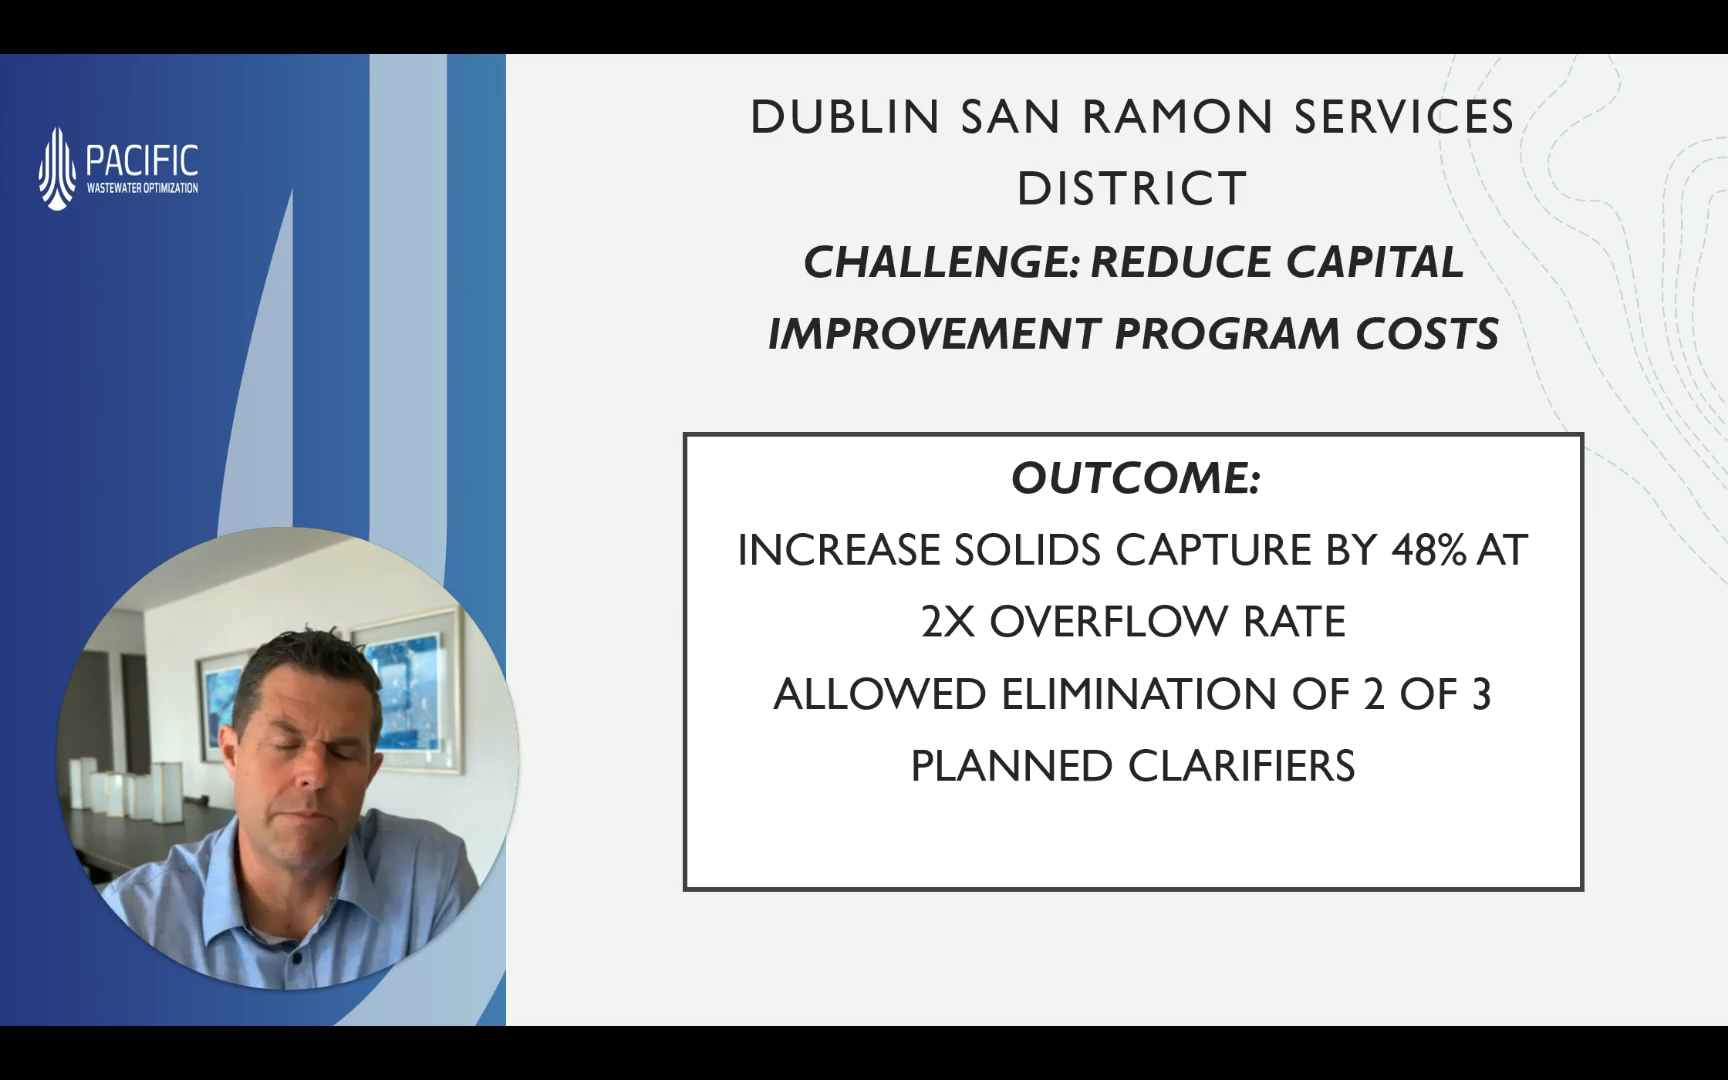 PACIFIC
WASTEWATER OPTIMIZATION
DUBLIN SAN RAMON SERVICES
DISTRICT
CHALLENGE: REDUCE CAPITAL
IMPROVEMENT PROGRAM COSTS
OUTCOME:
INCREASE SOLIDS CAPTURE BY 48% AT
2X OVERFLOW RATE
ALLOWED ELIMINATION OF 2 OF 3
PLANNED CLARIFIERS